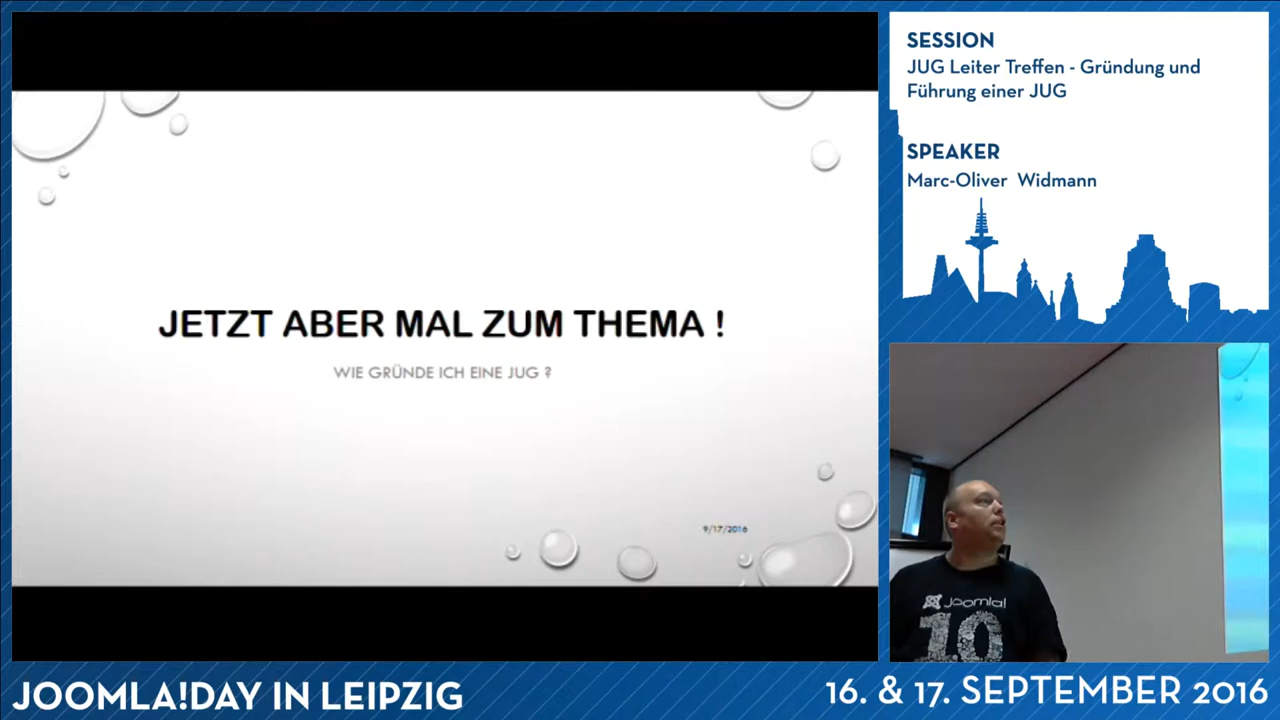 SESSION
JUG Leiter Treffen - Gründung und
Führung einer JUG
SPEAKER
Marc-Oliver Widmann
JETZT ABER MAL ZUM THEMA !
WIE GRÜNDE ICH EINE JUG ?
9/17/2016
Joomla!
10
JOOMLA!DAY IN LEIPZIG
16. & 17. SEPTEMBER 2016